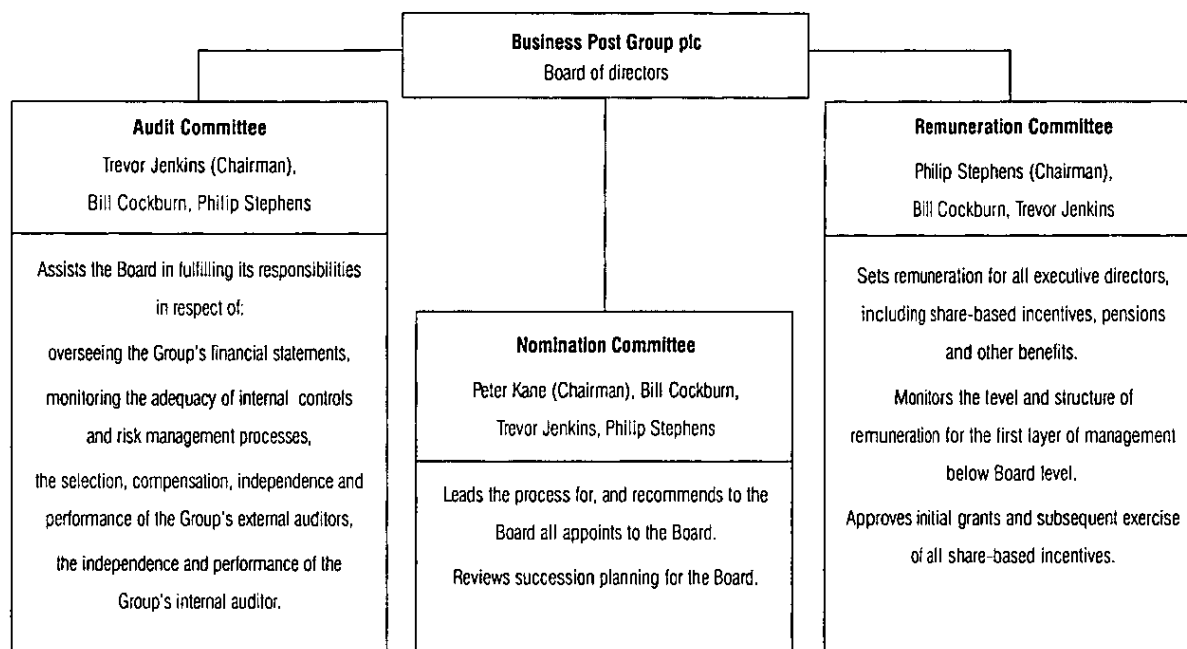 Business Post Group plc
Board of directors
Audit Committee
Trevor Jenkins (Chairman),
Bill Cockburn, Philip Stephens
Assists the Board in fulfilling its responsibilities
in respect of:
overseeing the Group's financial statements,
monitoring the adequacy of internal controls
and risk management processes,
the selection, compensation, independence and
performance of the Group's external auditors,
the independence and performance of the
Group's internal auditor.
Nomination Committee
Peter Kane (Chairman), Bill Cockburn,
Trevor Jenkins, Philip Stephens
Leads the process for, and recommends to the
Board all appoints to the Board.
Reviews succession planning for the Board.
Remuneration Committee
Philip Stephens (Chairman),
Bill Cockburn, Trevor Jenkins
Sets remuneration for all executive directors,
including share-based incentives, pensions
and other benefits.
Monitors the level and structure of
remuneration for the first layer of management
below Board level.
Approves initial grants and subsequent exercise
of all share-based incentives.